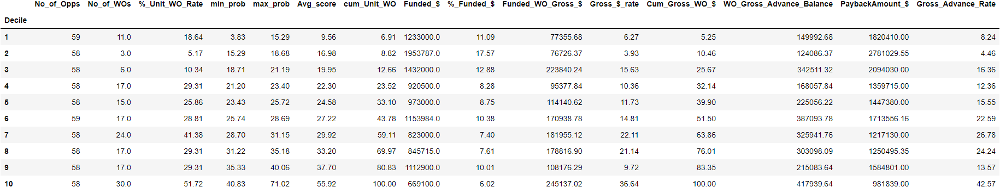 No_of_Opps No_of_WOs %_Unit_WO_Rate min_prob max_prob Avg_score cum_Unit_WO Funded_$ %_Funded_$ Funded_WO_Gross_$ Gross_$_rate Cum_Gross_WO_$ WO_Gross_Advance_Balance PaybackAmount_$ Gross_Advance_Rate
Decile
1 59 11.0 18.64 3.83 15.29 9.56 6.91 1233000.0 11.09 77355.68 6.27 5.25 149992.68 1820410.00 8.24
2 58 3.0 5.17 15.29 18.68 16.98 8.82 1953787.0 17.57 76726.37 3.93 10.46 124086.37 2781029.55 4.46
3 58 6.0 10.34 18.71 21.19 19.95 12.66 1432000.0 12.88 223840.24 15.63 25.67 342511.32 2094030.00 16.36
4 58 17.0 29.31 21.20 23.40 22.30 23.52 920500.0 8.28 95377.84 10.36 32.14 168057.84 1359715.00 12.36
5 58 15.0 25.86 23.43 25.72 24.58 33.10 973000.0 8.75 114140.62 11.73 39.90 225056.22 1447380.00 15.55
6 59 17.0 28.81 25.74 28.69 27.22 43.78 1153984.0 10.38 170938.78 14.81 51.50 387093.78 1713556.16 22.59
7 58 24.0 41.38 28.70 31.15 29.92 59.11 823000.0 7.40 181955.12 22.11 63.86 325941.76 1217130.00 26.78
8 58 17.0 29.31 31.22 35.18 33.20 69.97 845715.0 7.61 178816.90 21.14 76.01 303098.09 1250495.35 24.24
9 58 17.0 29.31 35.33 40.06 37.70 80.83 1112900.0 10.01 108176.29 9.72 83.35 215083.64 1584801.00 13.57
10 58 30.0 51.72 40.83 71.02 55.92 100.00 669100.0 6.02 245137.02 36.64 100.00 417939.64 981839.00 42.57